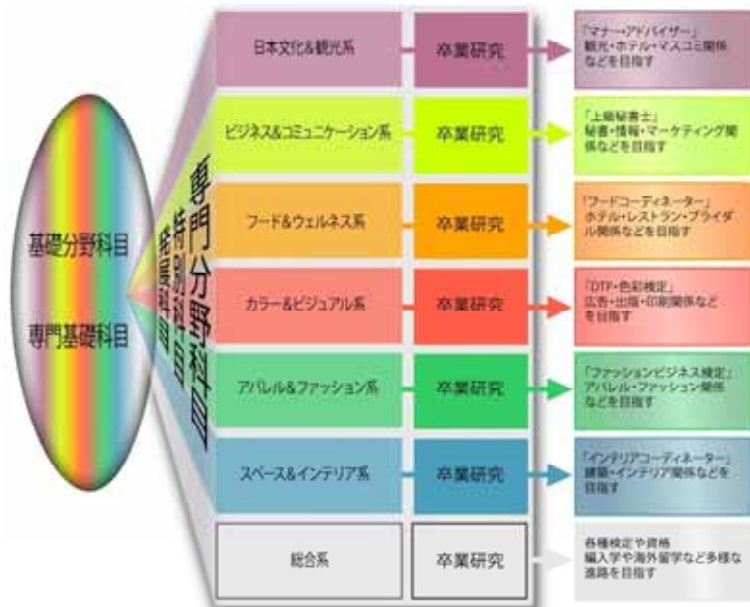 基礎分野科目
専門基礎科目
専門分野科目
特別科目
発展科目
日本文化&観光系
卒業研究
「マナー・アドバイザー」
観光・ホテル・マスコミ関係
などを目指す
ビジネス&コミュニケーション系
卒業研究
「上級秘書士」
秘書・情報・マーケティング関
係などを目指す
フード&ウェルネス系
卒業研究
「フードコーディネーター」
ホテル・レストラン・ブライダ
ル関係などを目指す
カラー&ビジュアル系
卒業研究
「DTP・色彩検定」
広告・出版・印刷関係など
を目指す
アパレル&ファッション系
卒業研究
「ファッションビジネス検定」
アパレル・ファッション関係
などを目指す
スペース&インテリア系
卒業研究
「インテリアコーディネーター」
建築・インテリア関係などを
目指す
総合系
卒業研究
各種検定や資格
編入学や海外留学など多様な
進路を目指す